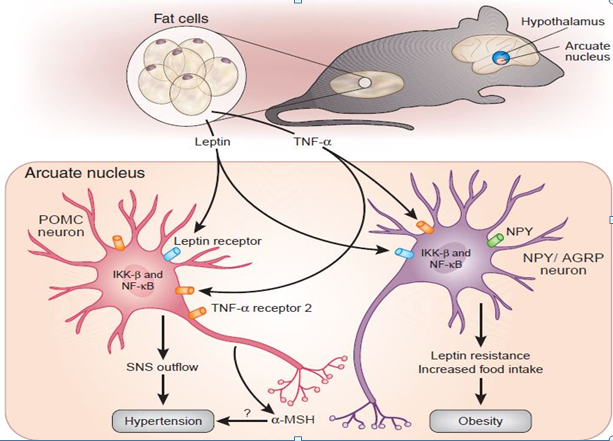 Fat cells
Hypothalamus
Arcuate
nucleus
Leptin
TNF-α
Arcuate nucleus
POMC
neuron
Leptin receptor
IKK-β and
NF-κB
TNF-α receptor 2
SNS outflow
Hypertension
?
α-MSH
NPY
IKK-β and
NF-κB
NPY/ AGRP
neuron
Leptin resistance
Increased food intake
Obesity